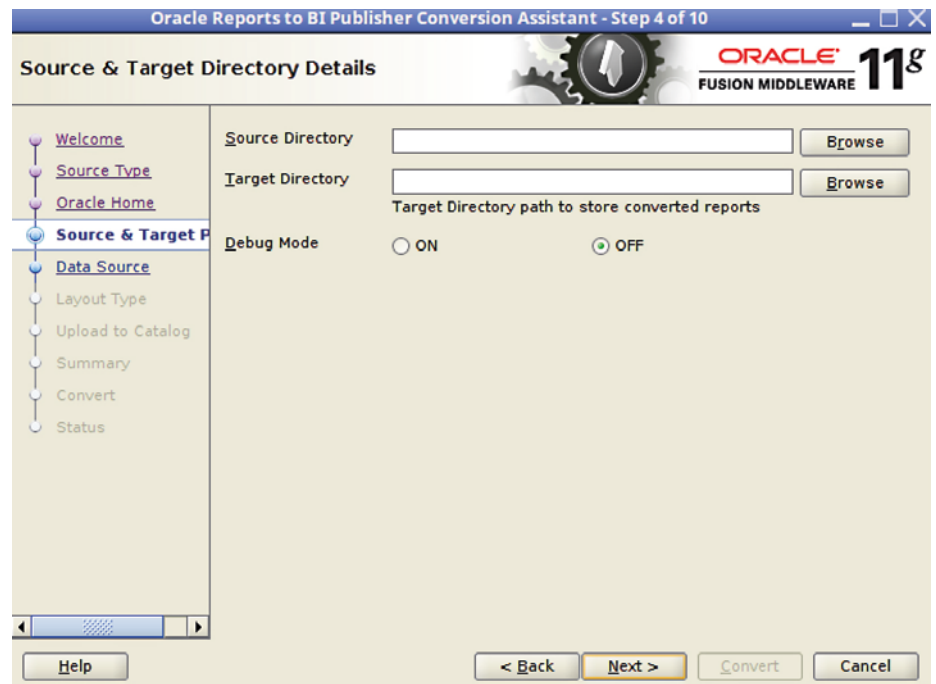 Oracle Reports to BI Publisher Conversion Assistant - Step 4 of 10
Source & Target Directory Details
ORACLE
FUSION MIDDLEWARE 11g
Welcome
Source Type
Oracle Home
Source & Target P
Data Source
Layout Type
Upload to Catalog
Summary
Convert
Status
Source Directory
Browse
Target Directory
Browse
Target Directory path to store converted reports
Debug Mode
ON
OFF
Help
< Back
Next >
Convert
Cancel